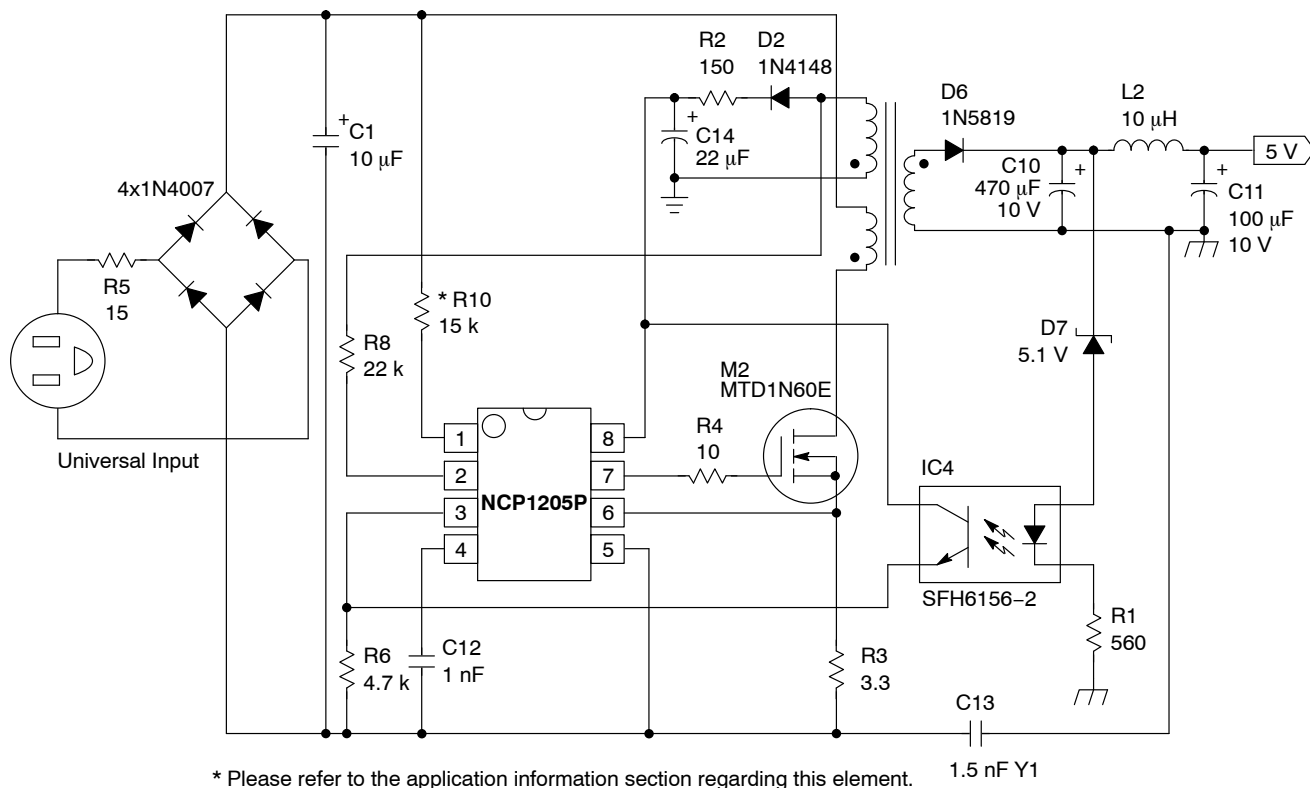 R2
150
D2
1N4148
D6
1N5819
L2
10 μH
+
C1
10 μF
+
C14
22 μF
C10
470 μF
10 V
+
+
C11
100 μF
10 V
5 V
4x1N4007
R5
15
* R10
15 k
R8
22 k
D7
5.1 V
M2
MTD1N60E
R4
10
Universal Input
1
2
3
4
NCP1205P
8
7
6
5
IC4
SFH6156−2
R1
560
R6
4.7 k
C12
1 nF
R3
3.3
C13
1.5 nF Y1
* Please refer to the application information section regarding this element.